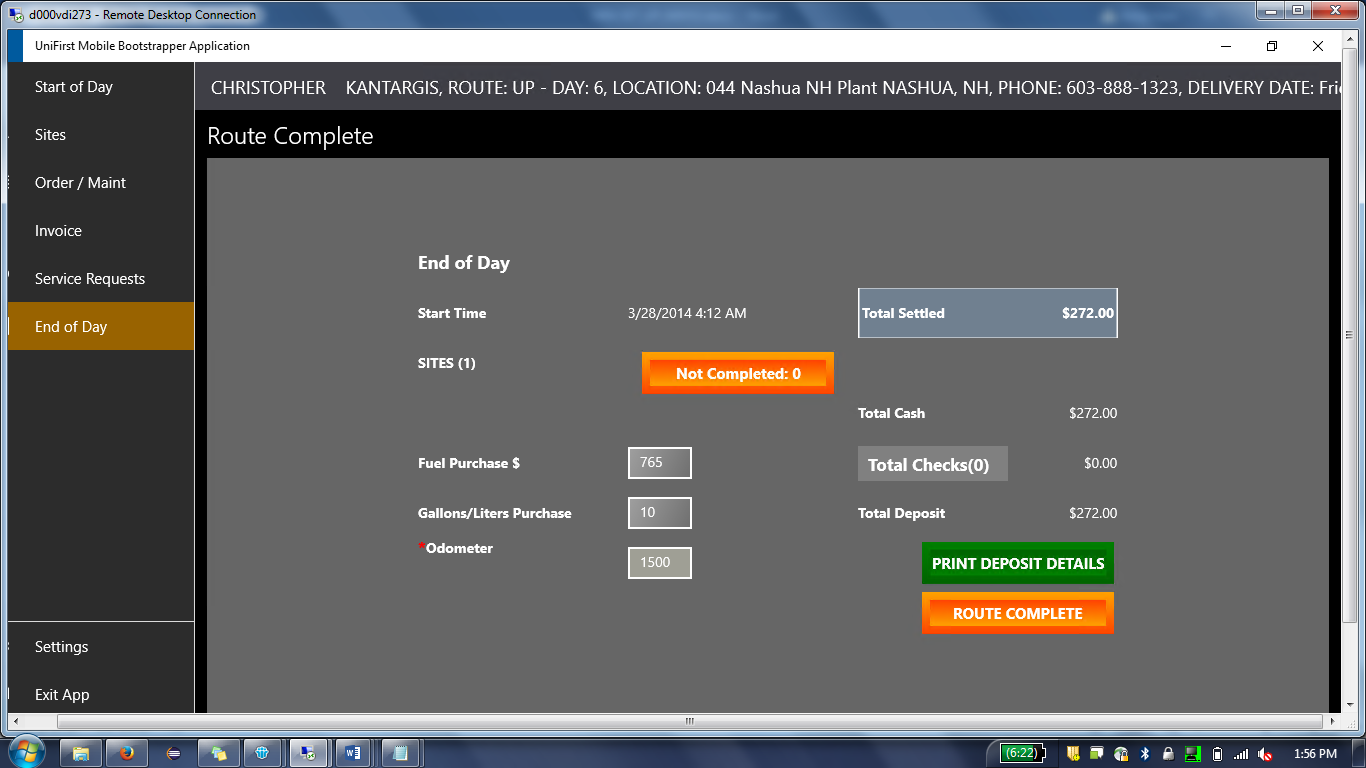 d000vdi273 - Remote Desktop Connection
UniFirst Mobile Bootstrapper Application
Start of Day
Sites
Order / Maint
Invoice
Service Requests
End of Day
Settings
Exit App
CHRISTOPHER KANTARGIS, ROUTE: UP - DAY: 6, LOCATION: 044 Nashua NH Plant NASHUA, NH, PHONE: 603-888-1323, DELIVERY DATE: Fri
Route Complete
End of Day
Start Time 3/28/2014 4:12 AM
Total Settled $272.00
SITES (1) Not Completed: 0
Total Cash $272.00
Fuel Purchase $ 765
Total Checks(0) $0.00
Gallons/Liters Purchase 10
Total Deposit $272.00
*Odometer 1500
PRINT DEPOSIT DETAILS
ROUTE COMPLETE
(6:22)
1:56 PM